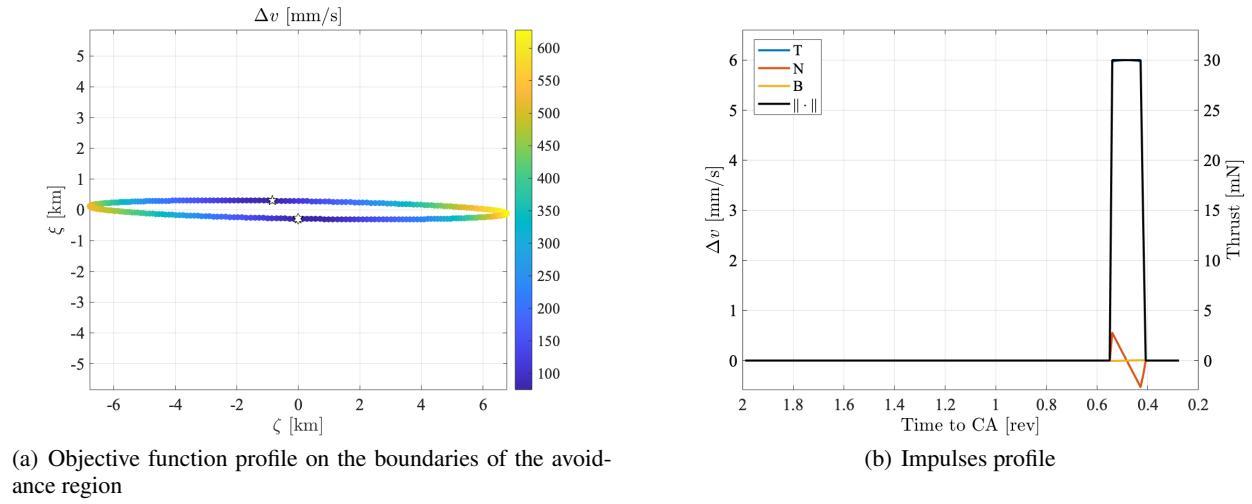 Δv [mm/s]
5
4
3
2
1
0
-1
-2
-3
-4
-5
ξ [km]
-6 -4 -2 0 2 4 6
ζ [km]
600
550
500
450
400
350
300
250
200
150
100
(a) Objective function profile on the boundaries of the avoid-
ance region
T
N
B
|| · ||
6
5
4
3
2
1
0
Δv [mm/s]
30
25
20
15
10
5
0
Thrust [mN]
2 1.8 1.6 1.4 1.2 1 0.8 0.6 0.4 0.2
Time to CA [rev]
(b) Impulses profile